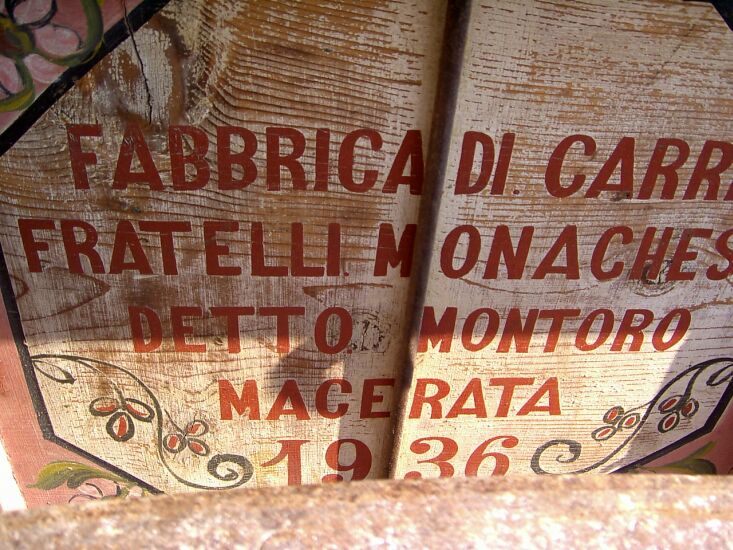 FABBRICA DI. CARR
FRATELLI. MONACHES
DETTO MONTORO
MACERATA
1936